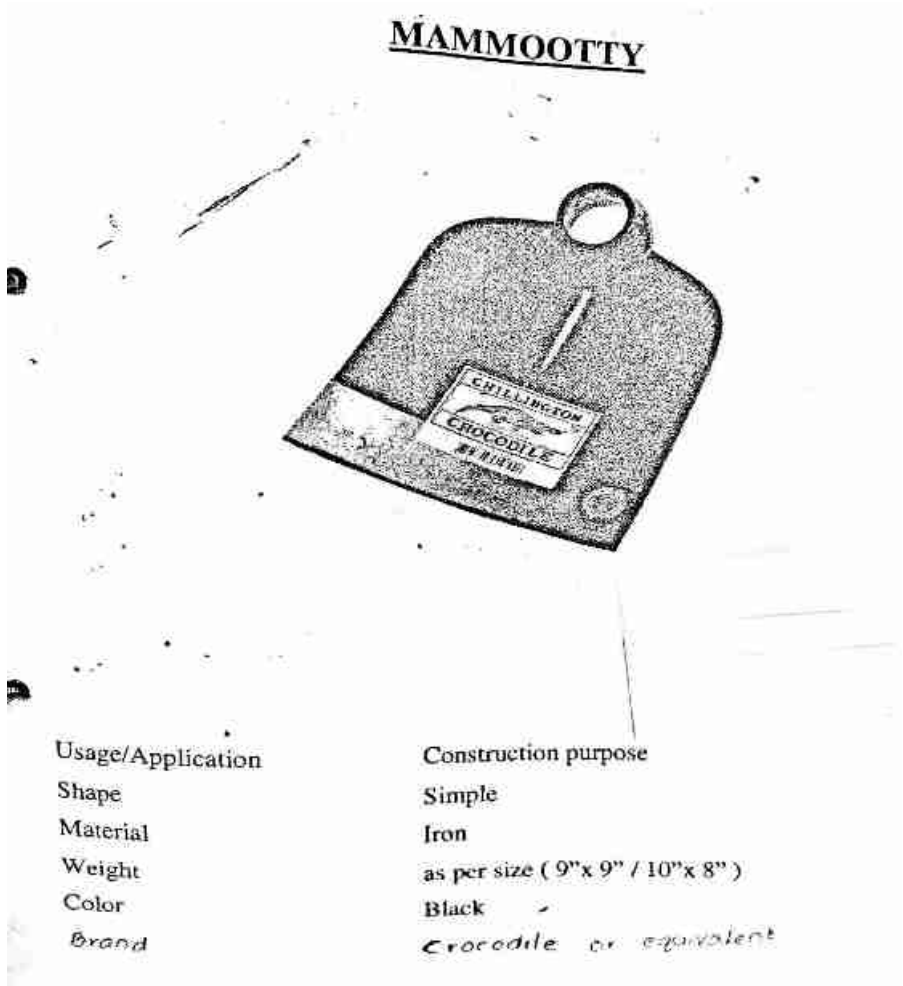 MAMMOOTTY
CHILLINGTON
CROCODILE
Usage/Application Construction purpose
Shape Simple
Material Iron
Weight as per size ( 9”x 9” / 10”x 8” )
Color Black
Brand Crocodile or equivalent